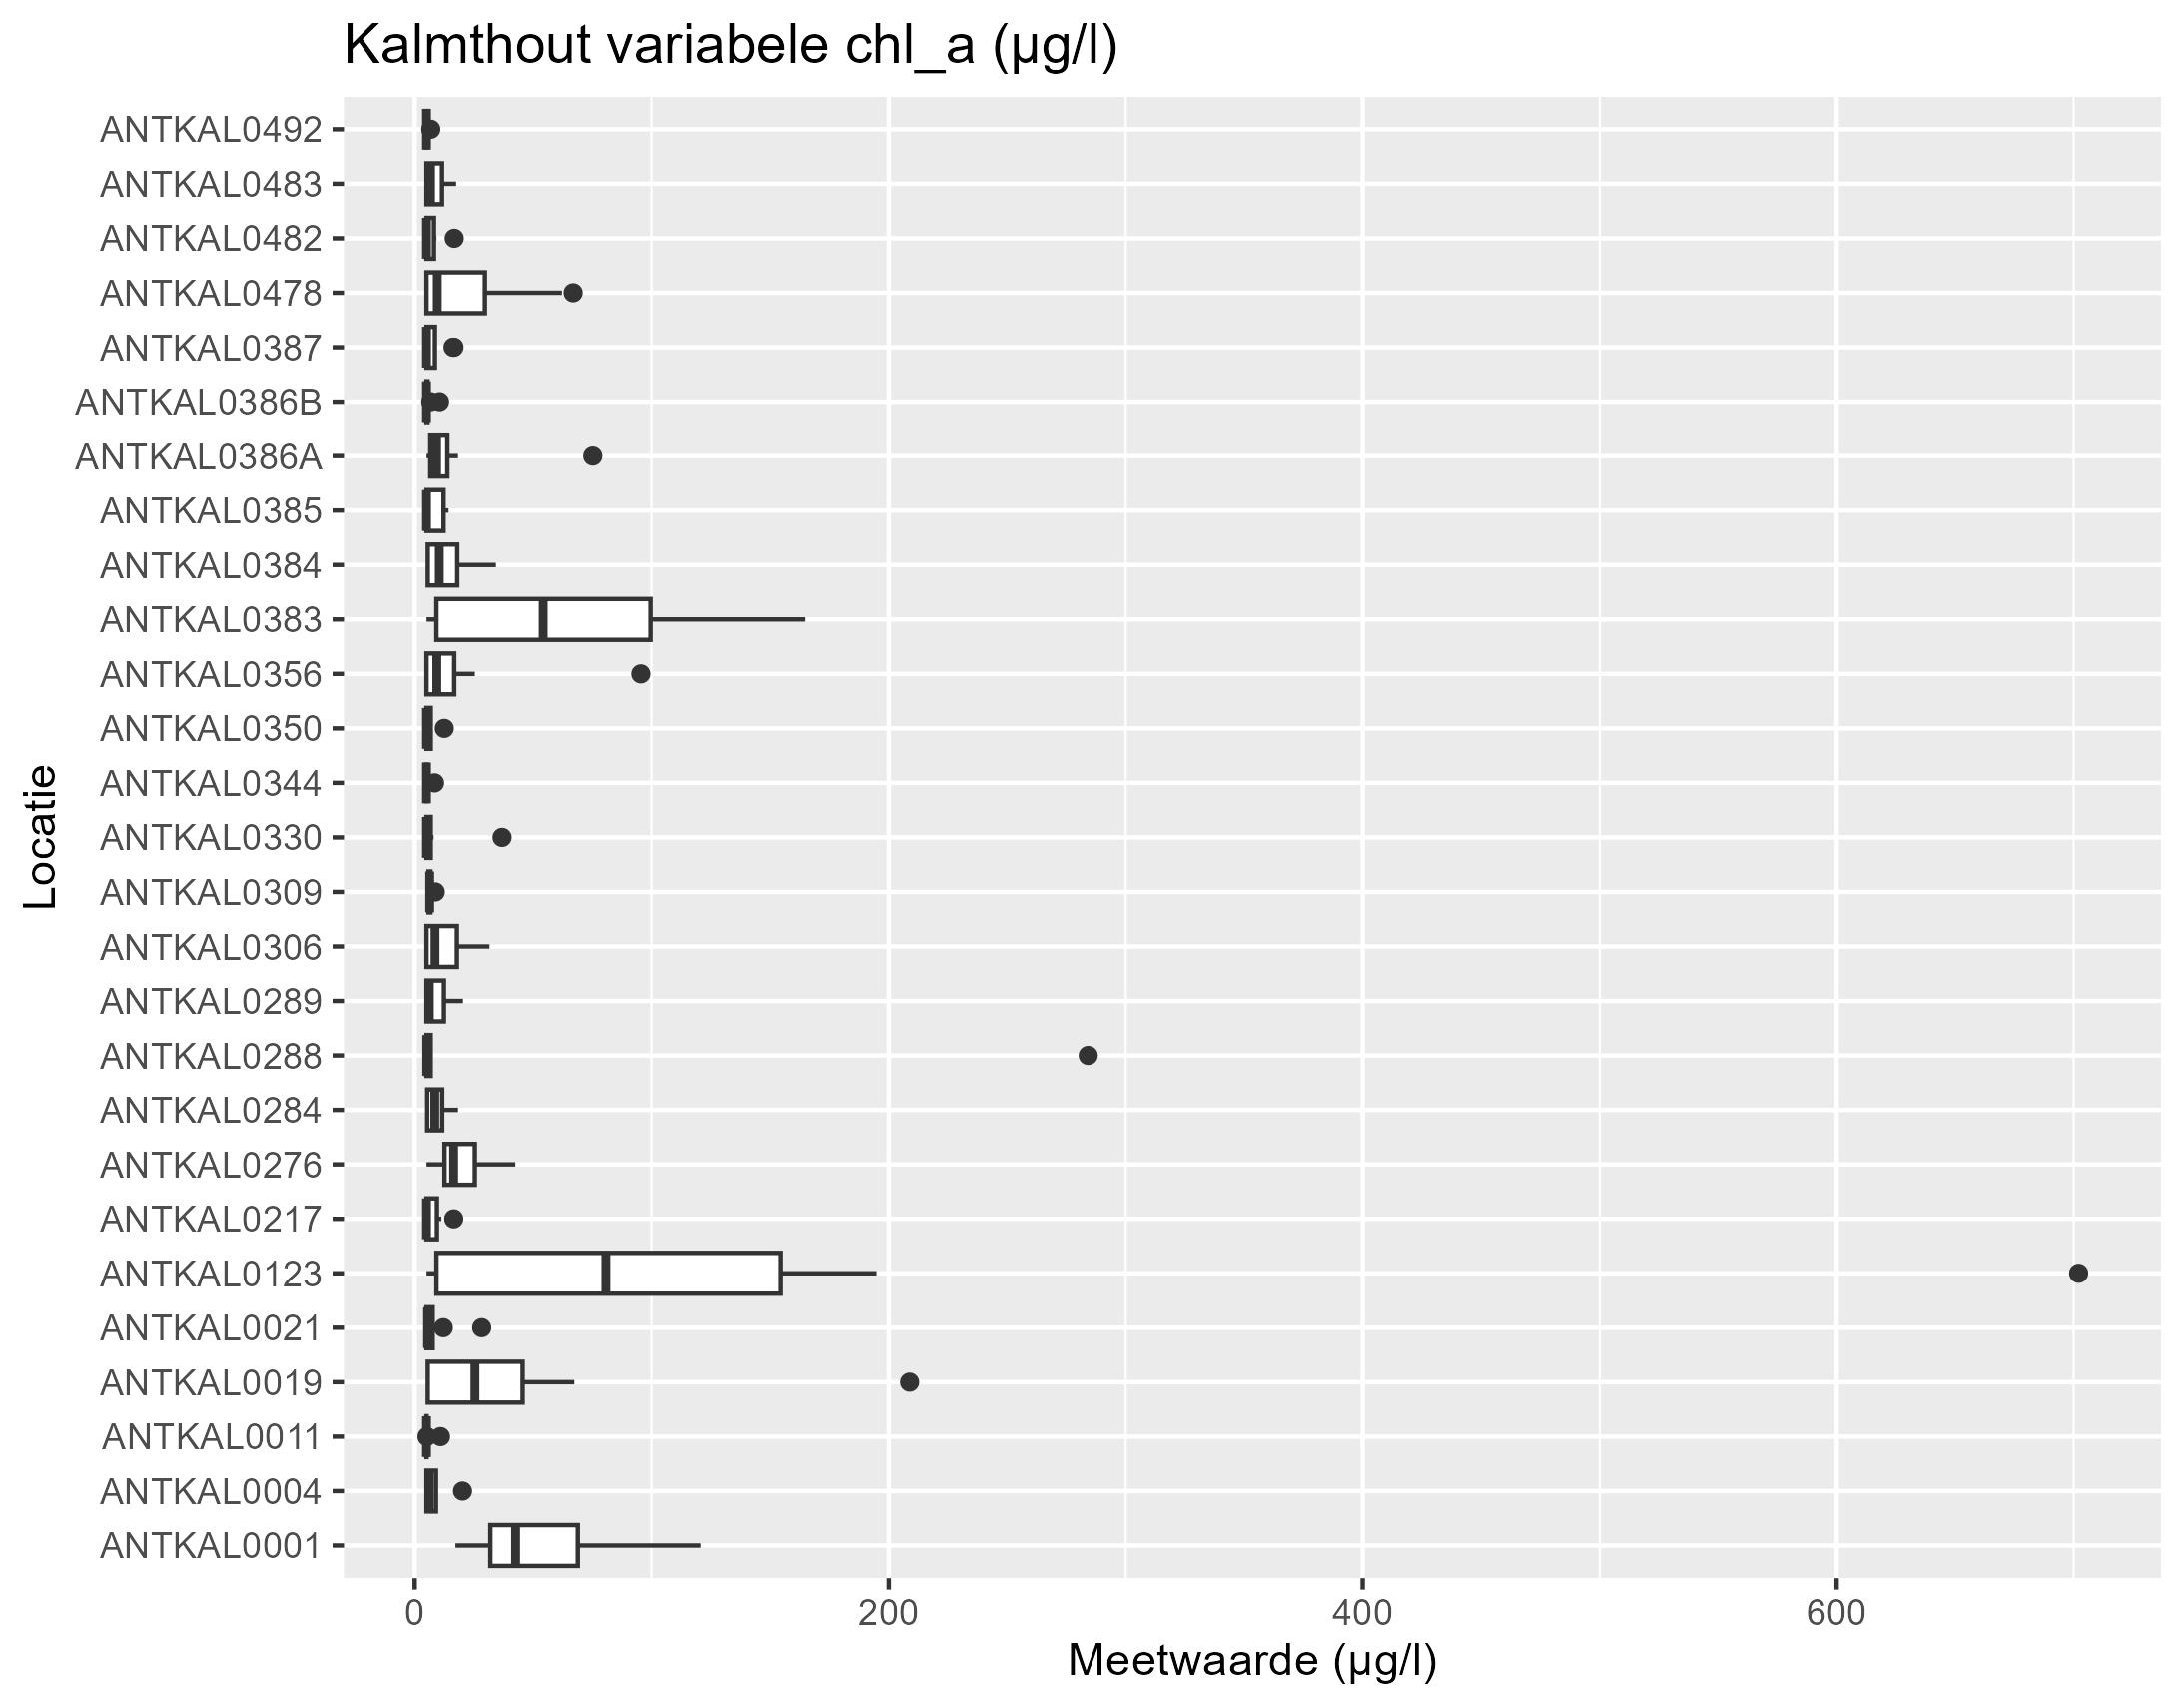 Kalmthout variabele chl_a (µg/l)
ANTKAL0492
ANTKAL0483
ANTKAL0482
ANTKAL0478
ANTKAL0387
ANTKAL0386B
ANTKAL0386A
ANTKAL0385
ANTKAL0384
ANTKAL0383
ANTKAL0356
ANTKAL0350
ANTKAL0344
ANTKAL0330
ANTKAL0309
ANTKAL0306
ANTKAL0289
ANTKAL0288
ANTKAL0284
ANTKAL0276
ANTKAL0217
ANTKAL0123
ANTKAL0021
ANTKAL0019
ANTKAL0011
ANTKAL0004
ANTKAL0001
Locatie
0 200 400 600
Meetwaarde (µg/l)